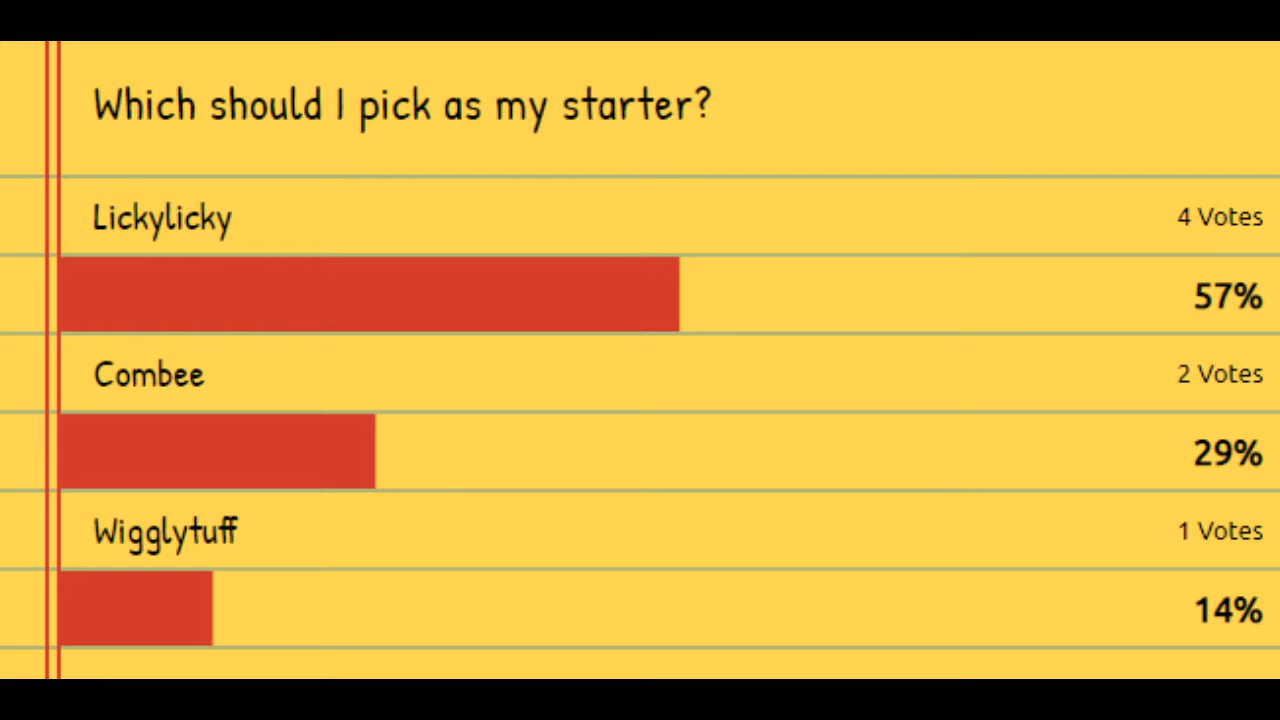 Which should I pick as my starter?
Lickylicky
4 Votes
57%
Combee
2 Votes
29%
Wigglytuff
1 Votes
14%